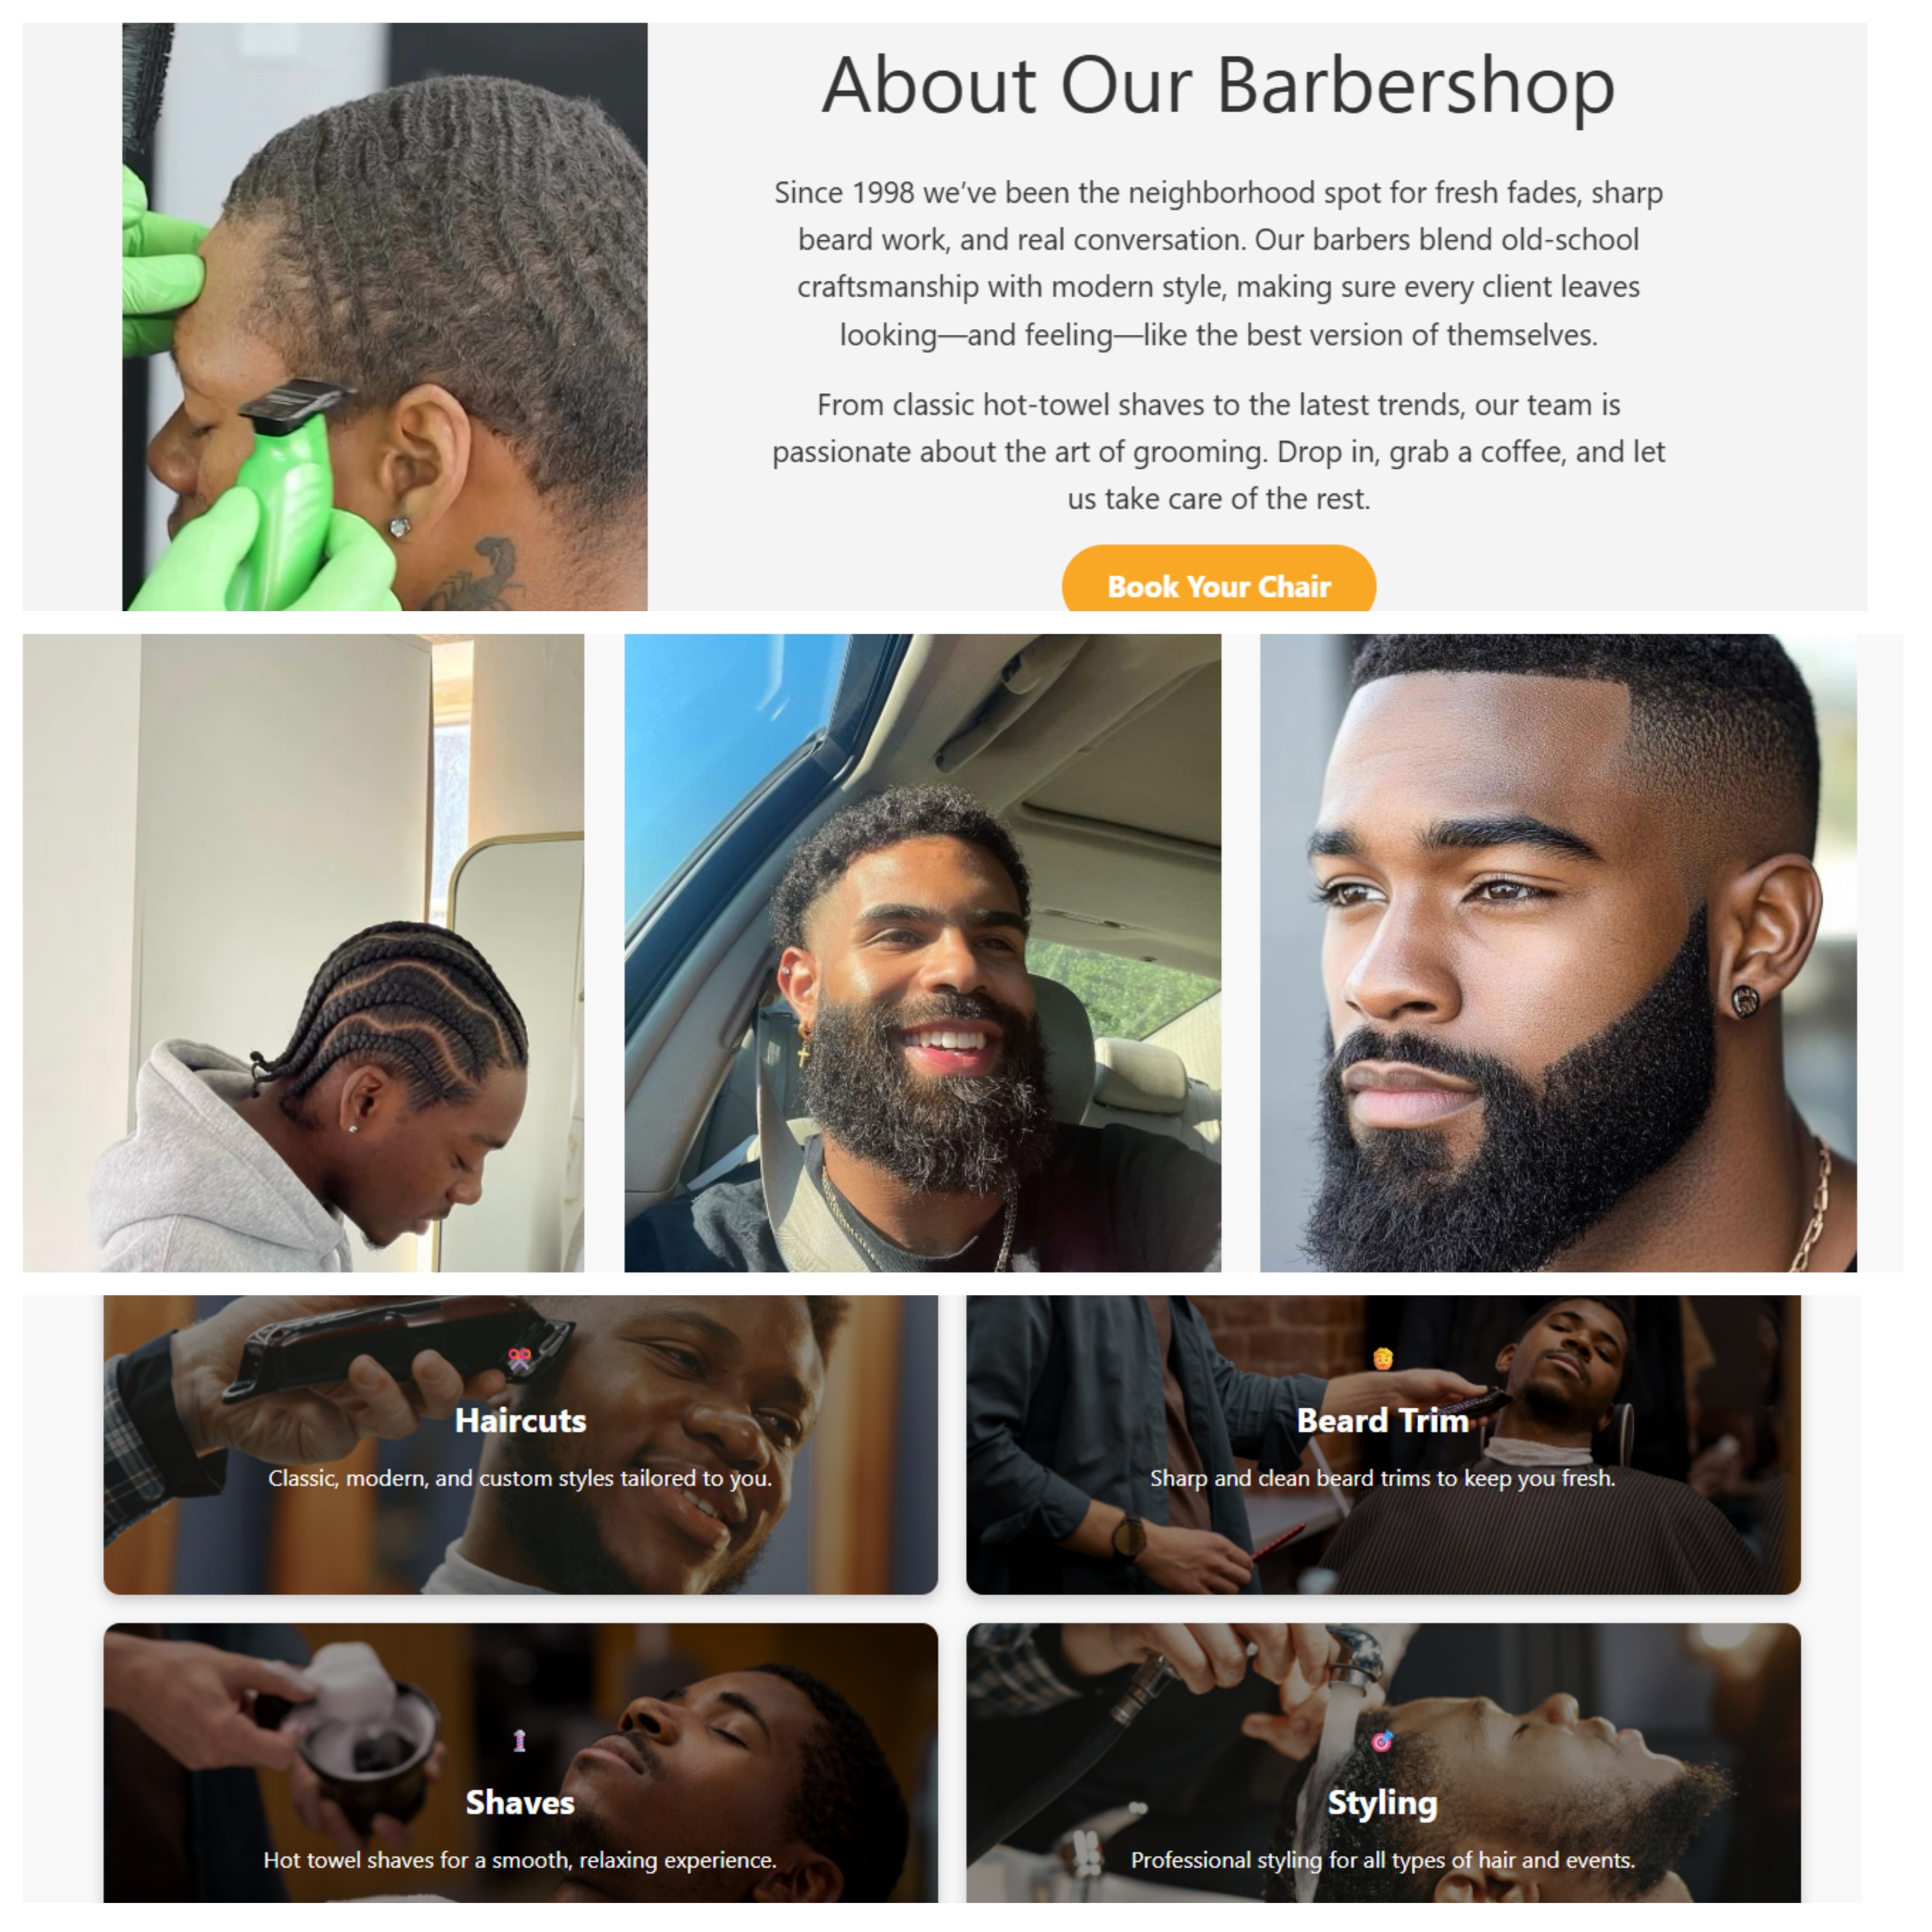 About Our Barbershop
Since 1998 we’ve been the neighborhood spot for fresh fades, sharp
beard work, and real conversation. Our barbers blend old-school
craftsmanship with modern style, making sure every client leaves
looking—and feeling—like the best version of themselves.
From classic hot-towel shaves to the latest trends, our team is
passionate about the art of grooming. Drop in, grab a coffee, and let
us take care of the rest.
Book Your Chair
Haircuts
Classic, modern, and custom styles tailored to you.
Beard Trim
Sharp and clean beard trims to keep you fresh.
Shaves
Hot towel shaves for a smooth, relaxing experience.
Styling
Professional styling for all types of hair and events.